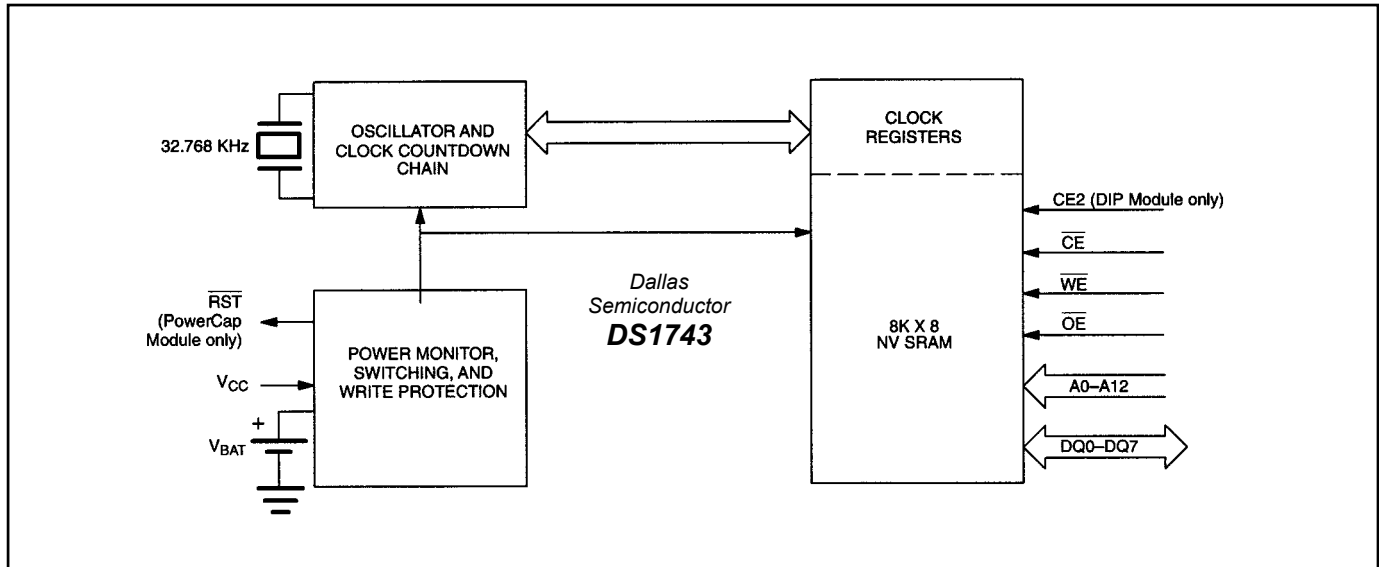 32.768 KHz
OSCILLATOR AND
CLOCK COUNTDOWN
CHAIN
CLOCK
REGISTERS
CE2 (DIP Module only)
CE
WE
OE
A0–A12
DQ0–DQ7
8K X 8
NV SRAM
Dallas
Semiconductor
DS1743
RST
(PowerCap
Module only)
VCC
+
VBAT
POWER MONITOR,
SWITCHING, AND
WRITE PROTECTION